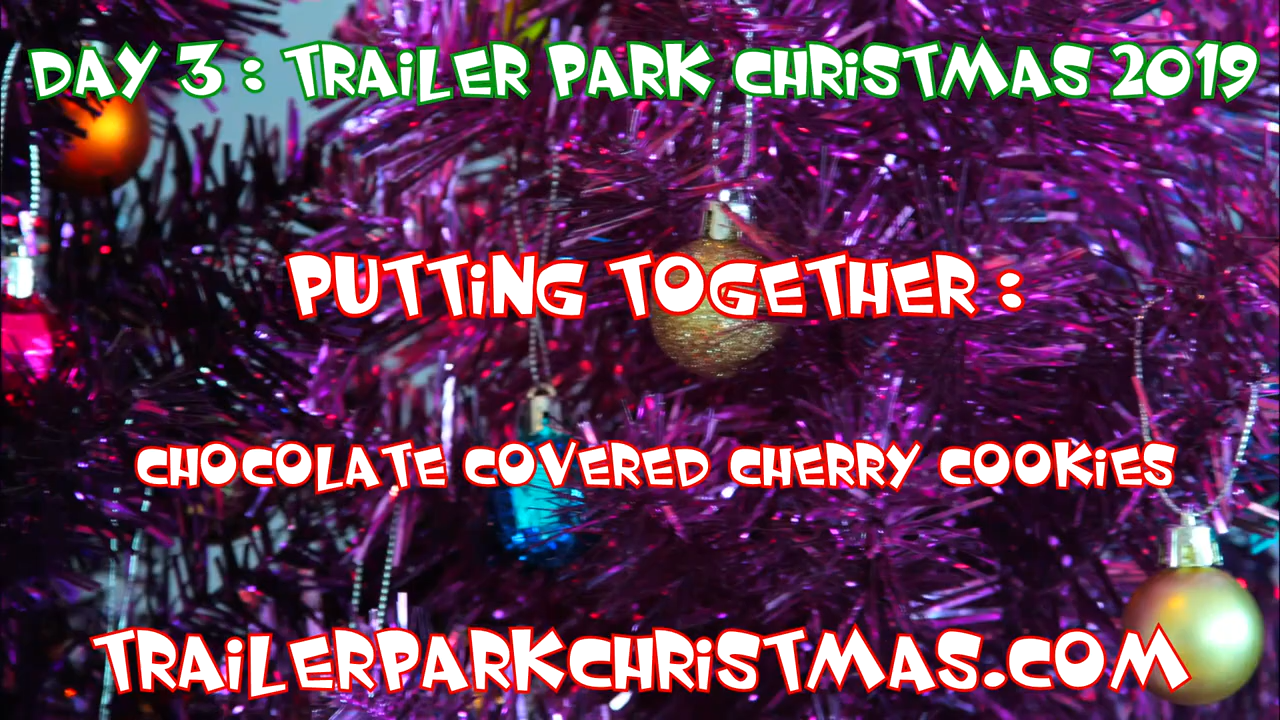 DAY 3 : TRAILER PARK CHRISTMAS 2019
PUTTING TOGETHER :
CHOCOLATE COVERED CHERRY COOKIES
TRAILERPARKCHRISTMAS.COM